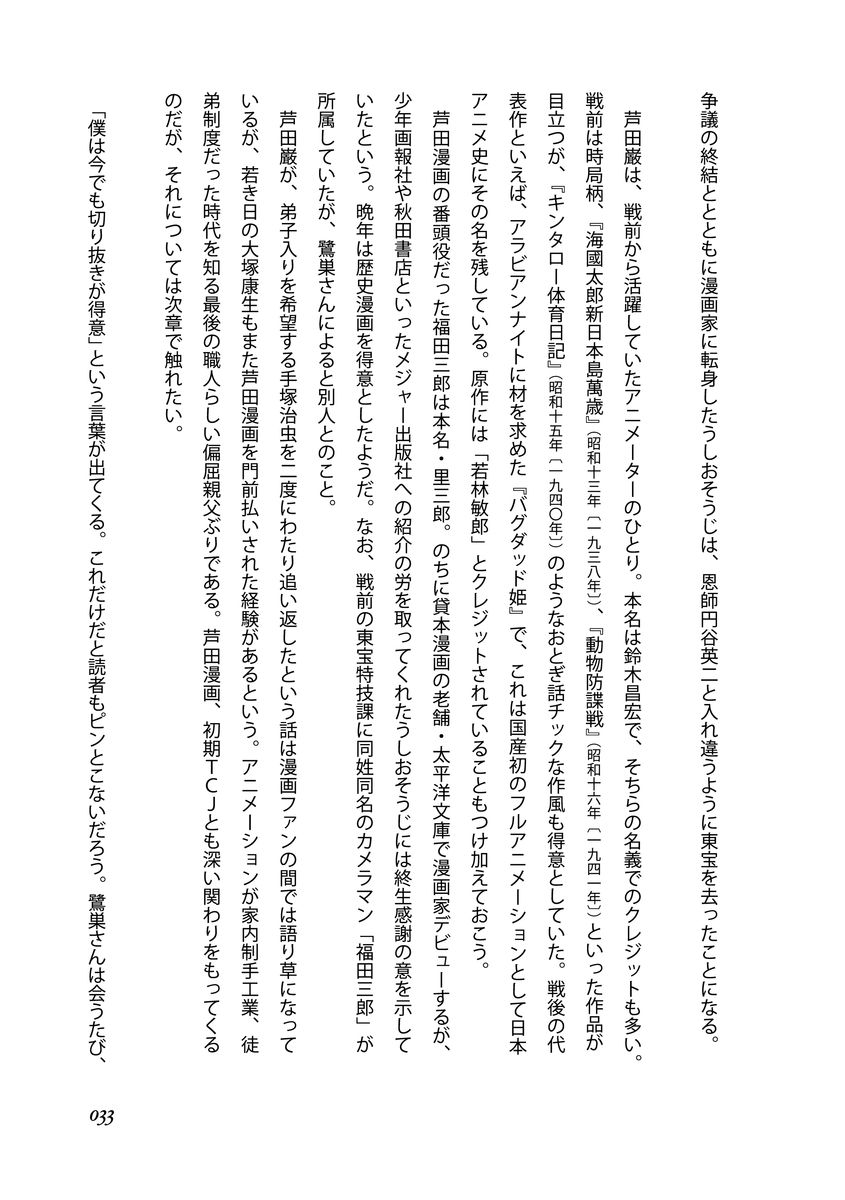 争議の終結とともに漫画家に転身したうしおそうじは、恩師円谷英二と入れ違うように東宝を去ったことになる。
芦田巌は、戦前から活躍していたアニメーターのひとり。本名は鈴木昌宏で、そちらの名義でのクレジットも多い。
戦前は時局柄、『海國太郎新日本島萬歳』（昭和十三年〔一九三八年〕）、『動物防諜戦』（昭和十六年〔一九四一年〕）といった作品が
目立つが、『キンタロー体育日記』（昭和十五年〔一九四〇年〕）のようなおとぎ話チックな作風も得意としていた。戦後の代
表作といえば、アラビアンナイトに材を求めた『バグダッド姫』で、これは国産初のフルアニメーションとして日本
アニメ史にその名を残している。原作には「若林敏郎」とクレジットされていることもつけ加えておこう。
芦田漫画の番頭役だった福田三郎は本名・里三郎。のちに貸本漫画の老舗・太平洋文庫で漫画家デビューするが、
少年画報社や秋田書店といったメジャー出版社への紹介の労を取ってくれたうしおそうじには終生感謝の意を示して
いたという。晩年は歴史漫画を得意としたようだ。なお、戦前の東宝特技課に同姓同名のカメラマン「福田三郎」が
所属していたが、鷺巣さんによると別人とのこと。
芦田巌が、弟子入りを希望する手塚治虫を二度にわたり追い返したという話は漫画ファンの間では語り草になって
いるが、若き日の大塚康生もまた芦田漫画を門前払いされた経験があるという。アニメーションが家内制手工業、徒
弟制度だった時代を知る最後の職人らしい偏屈親父ぶりである。芦田漫画、初期ＴＣＪとも深い関わりをもってくる
のだが、それについては次章で触れたい。
「僕は今でも切り抜きが得意」という言葉が出てくる。これだけだと読者もピンとこないだろう。鷺巣さんは会うたび、
033